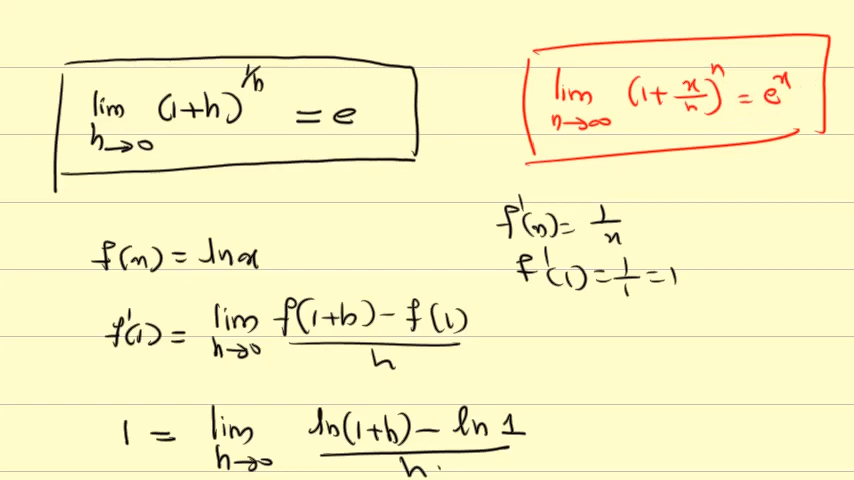 lim h→0 (1+h)^1/h = e
lim n→∞ (1+x/n)^n = e^x
f(x) = ln x
f'(x) = 1/x
f'(1) = 1/1 = 1
f'(1) = lim h→0 f(1+h) − f(1) / h
1 = lim h→0 ln(1+h) − ln 1 / h